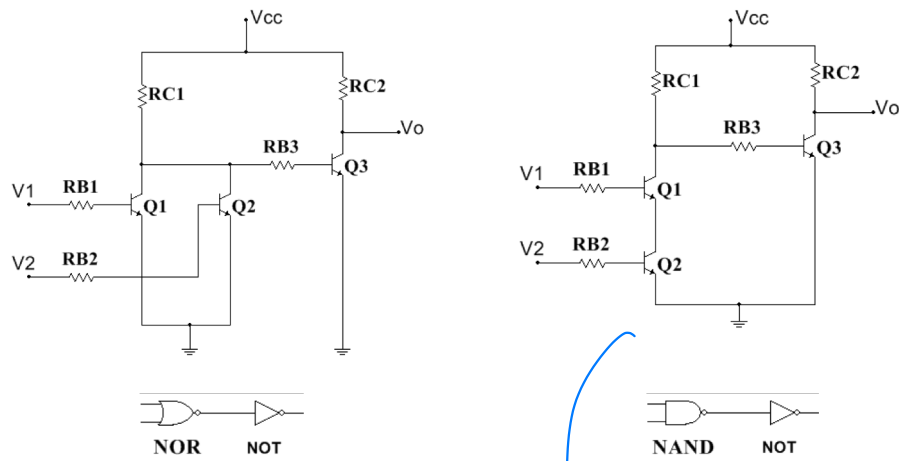 Vcc
RC1
RC2
Vo
RB3
Q3
V1
RB1
Q1
Q2
V2
RB2
NOR
NOT
Vcc
RC1
RC2
Vo
RB3
Q3
V1
RB1
Q1
V2
RB2
Q2
NAND
NOT